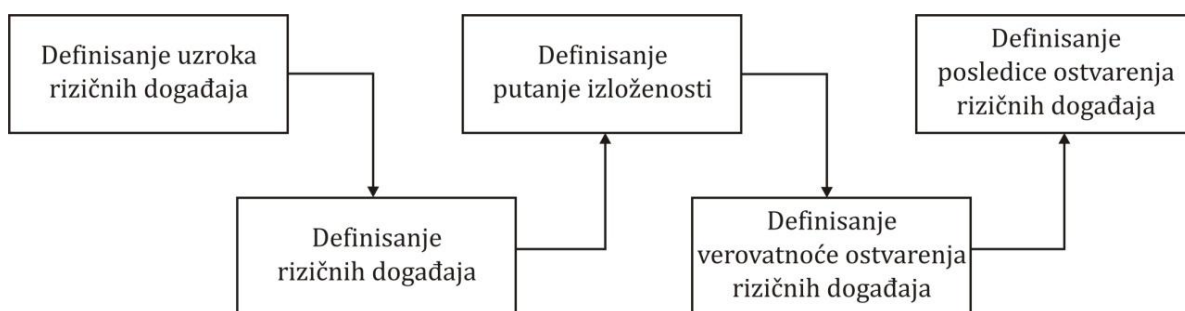 Definisanje uzroka
rizičnih događaja
Definisanje
rizičnih događaja
Definisanje
putanje izloženosti
Definisanje
verovatnoće ostvarenja
rizičnih događaja
Definisanje
posledice ostvarenja
rizičnih događaja